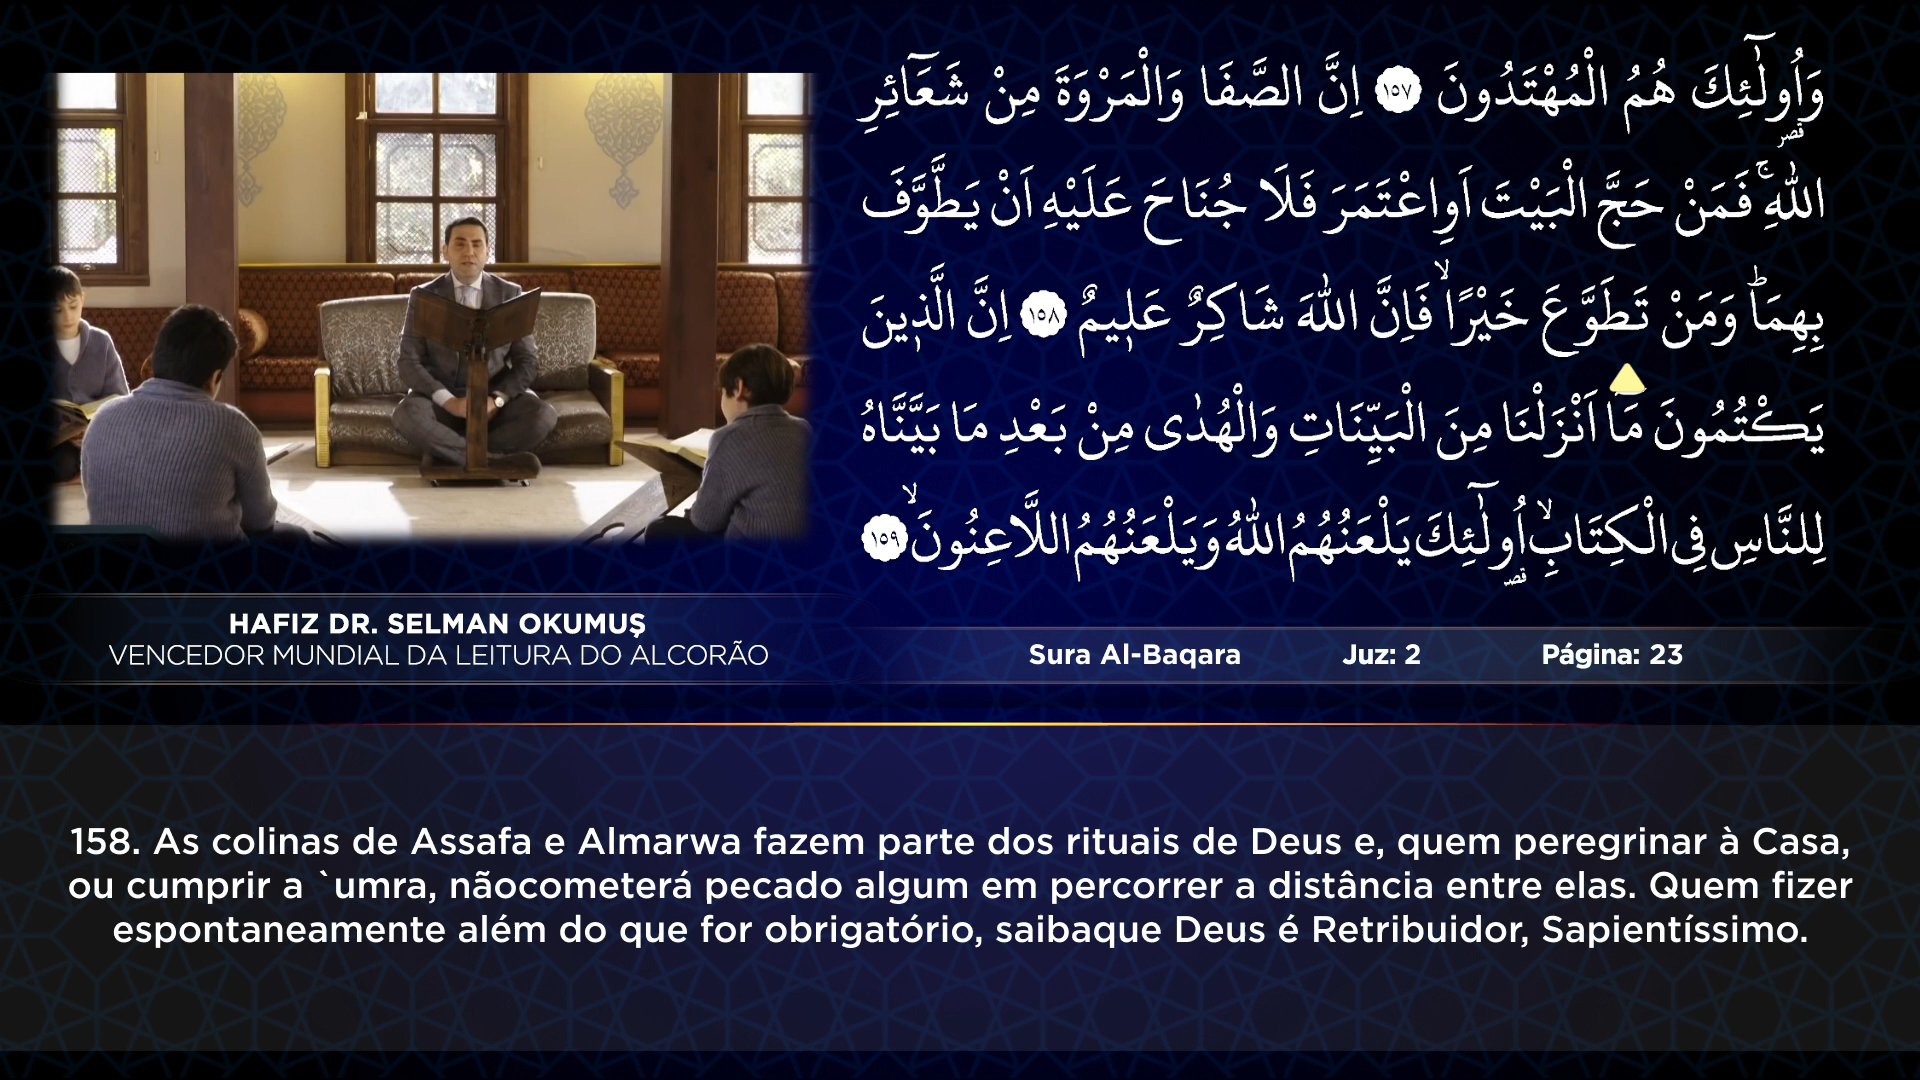 وَاُو۬لٰٓئِكَ هُمُ الْمُهْتَدُونَ ﴿١٥٧﴾ اِنَّ الصَّفَا وَالْمَرْوَةَ مِنْ شَعَٓائِرِ
قصر
اللّٰهِۚ فَمَنْ حَجَّ الْبَيْتَ اَوِاعْتَمَرَ فَلَا جُنَاحَ عَلَيْهِ اَنْ يَطَّوَّفَ
بِهِمَاۜ وَمَنْ تَطَوَّعَ خَيْرًاۙ فَاِنَّ اللّٰهَ شَاكِرٌ عَلٖيمٌ ﴿١٥٨﴾ اِنَّ الَّذٖينَ
يَكْتُمُونَ مَٓا اَنْزَلْنَا مِنَ الْبَيِّنَاتِ وَالْهُدٰى مِنْ بَعْدِ مَا بَيَّنَّاهُ
لِلنَّاسِ فِى الْكِتَابِۙ اُو۬لٰٓئِكَ يَلْعَنُهُمُ اللّٰهُ وَيَلْعَنُهُمُ اللَّاعِنُونَۙ ﴿١٥٩﴾
قصر
HAFIZ DR. SELMAN OKUMUŞ
VENCEDOR MUNDIAL DA LEITURA DO ALCORÃO
Sura Al-Baqara Juz: 2 Página: 23
158. As colinas de Assafa e Almarwa fazem parte dos rituais de Deus e, quem peregrinar à Casa,
ou cumprir a `umra, nãocometerá pecado algum em percorrer a distância entre elas. Quem fizer
espontaneamente além do que for obrigatório, saibaque Deus é Retribuidor, Sapientíssimo.